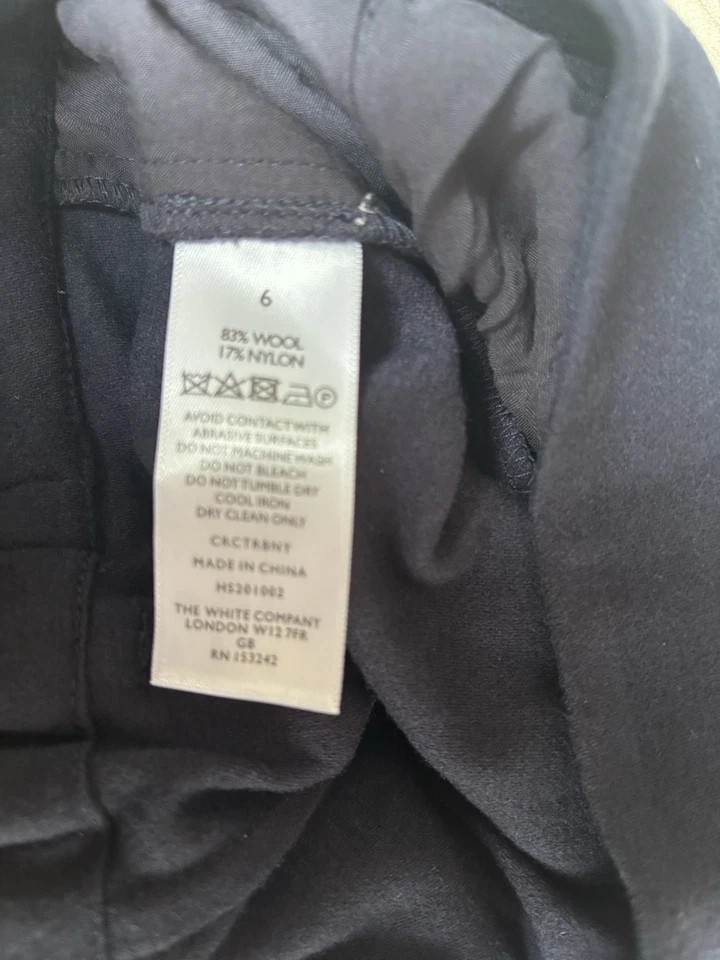 6
83% WOOL
17% NYLON
P
AVOID CONTACT WITH
ABRASIVE SURFACES
DO NOT MACHINE WASH
DO NOT BLEACH
DO NOT TUMBLE DRY
COOL IRON
DRY CLEAN ONLY
CRCTRBNY
MADE IN CHINA
HS201002
THE WHITE COMPANY
LONDON W12 7FR
GB
RN 153242